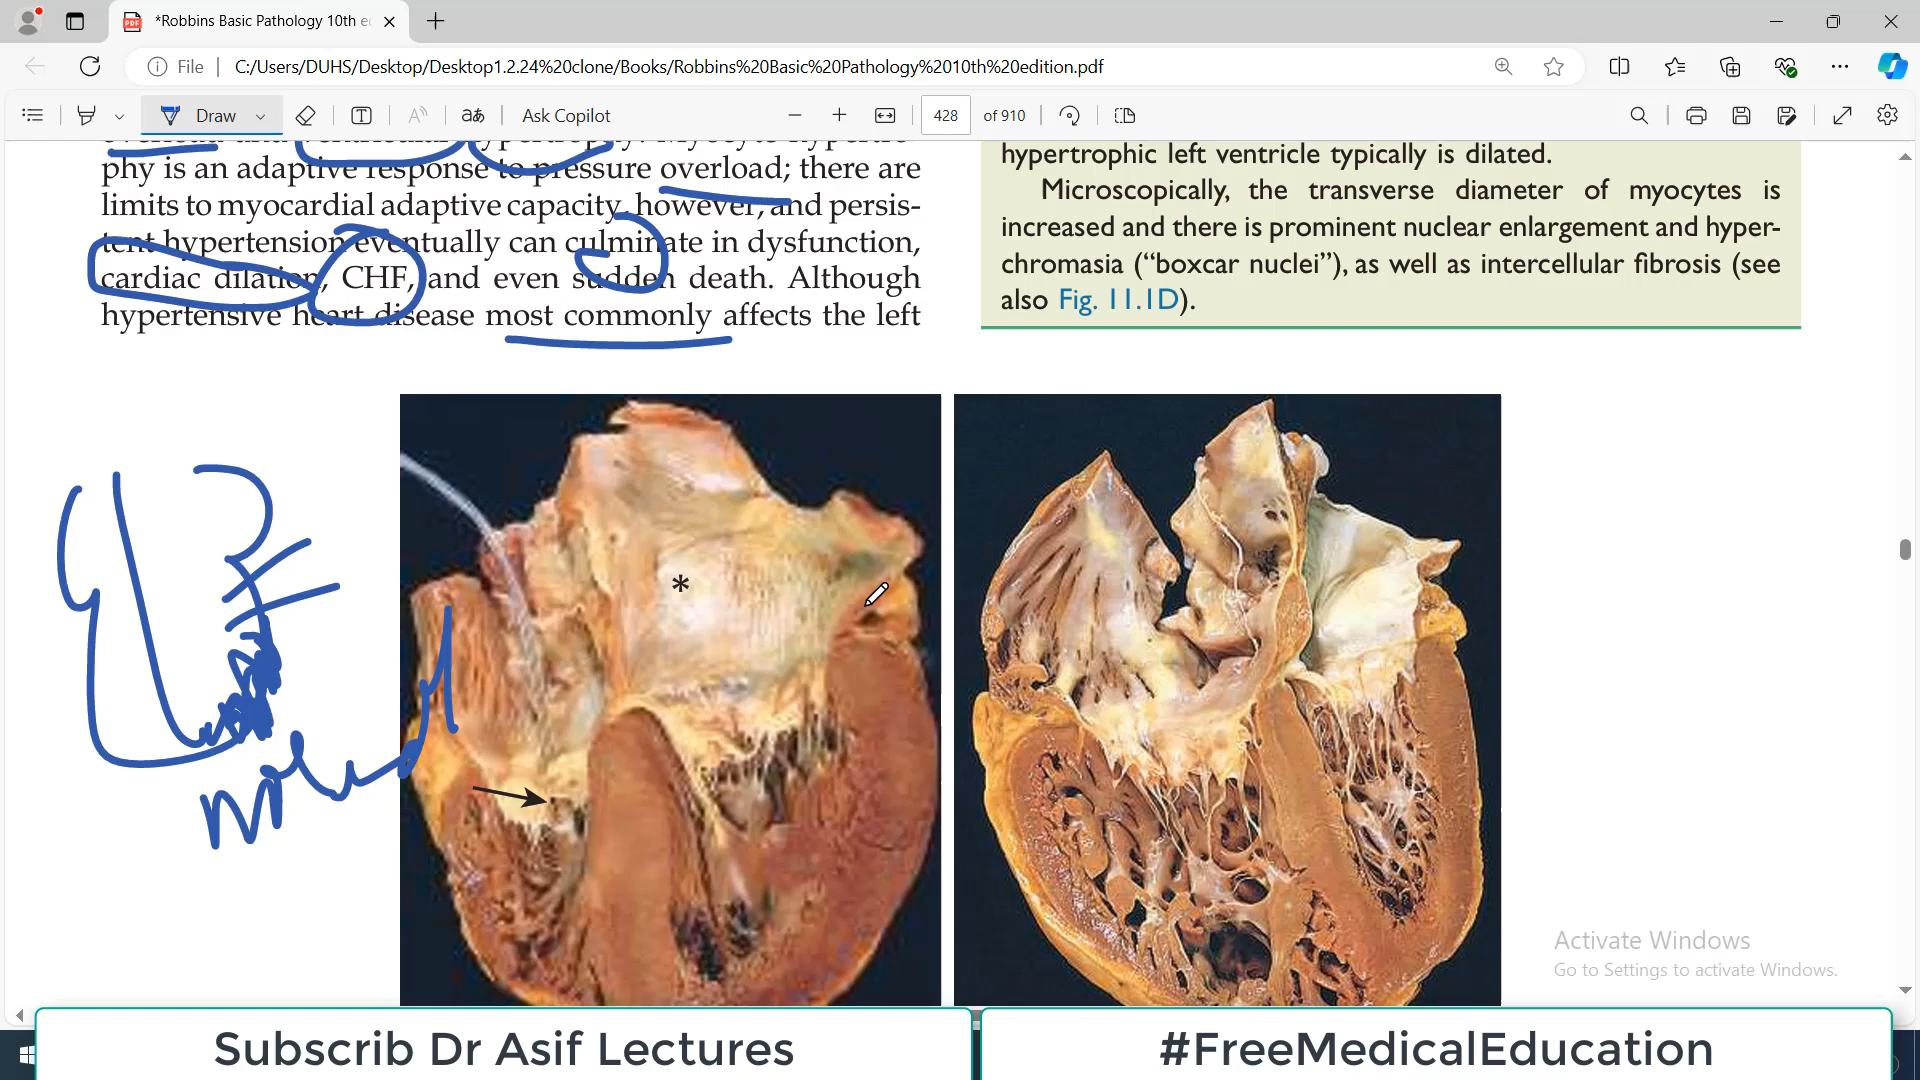 *Robbins Basic Pathology 10th e
File
C:/Users/DUHS/Desktop/Desktop1.2.24%20clone/Books/Robbins%20Basic%20Pathology%2010th%20edition.pdf
Draw
T
aあ
Ask Copilot
428
of 910
phy is an adaptive response to pressure overload; there are
limits to myocardial adaptive capacity, however, and persis-
tent hypertension eventually can culminate in dysfunction,
cardiac dilation, CHF, and even sudden death. Although
hypertensive heart disease most commonly affects the left
hypertrophic left ventricle typically is dilated.
Microscopically, the transverse diameter of myocytes is
increased and there is prominent nuclear enlargement and hyper-
chromasia (“boxcar nuclei”), as well as intercellular fibrosis (see
also Fig. 11.1D).
*
Activate Windows
Go to Settings to activate Windows.
Subscrib Dr Asif Lectures
#FreeMedicalEducation